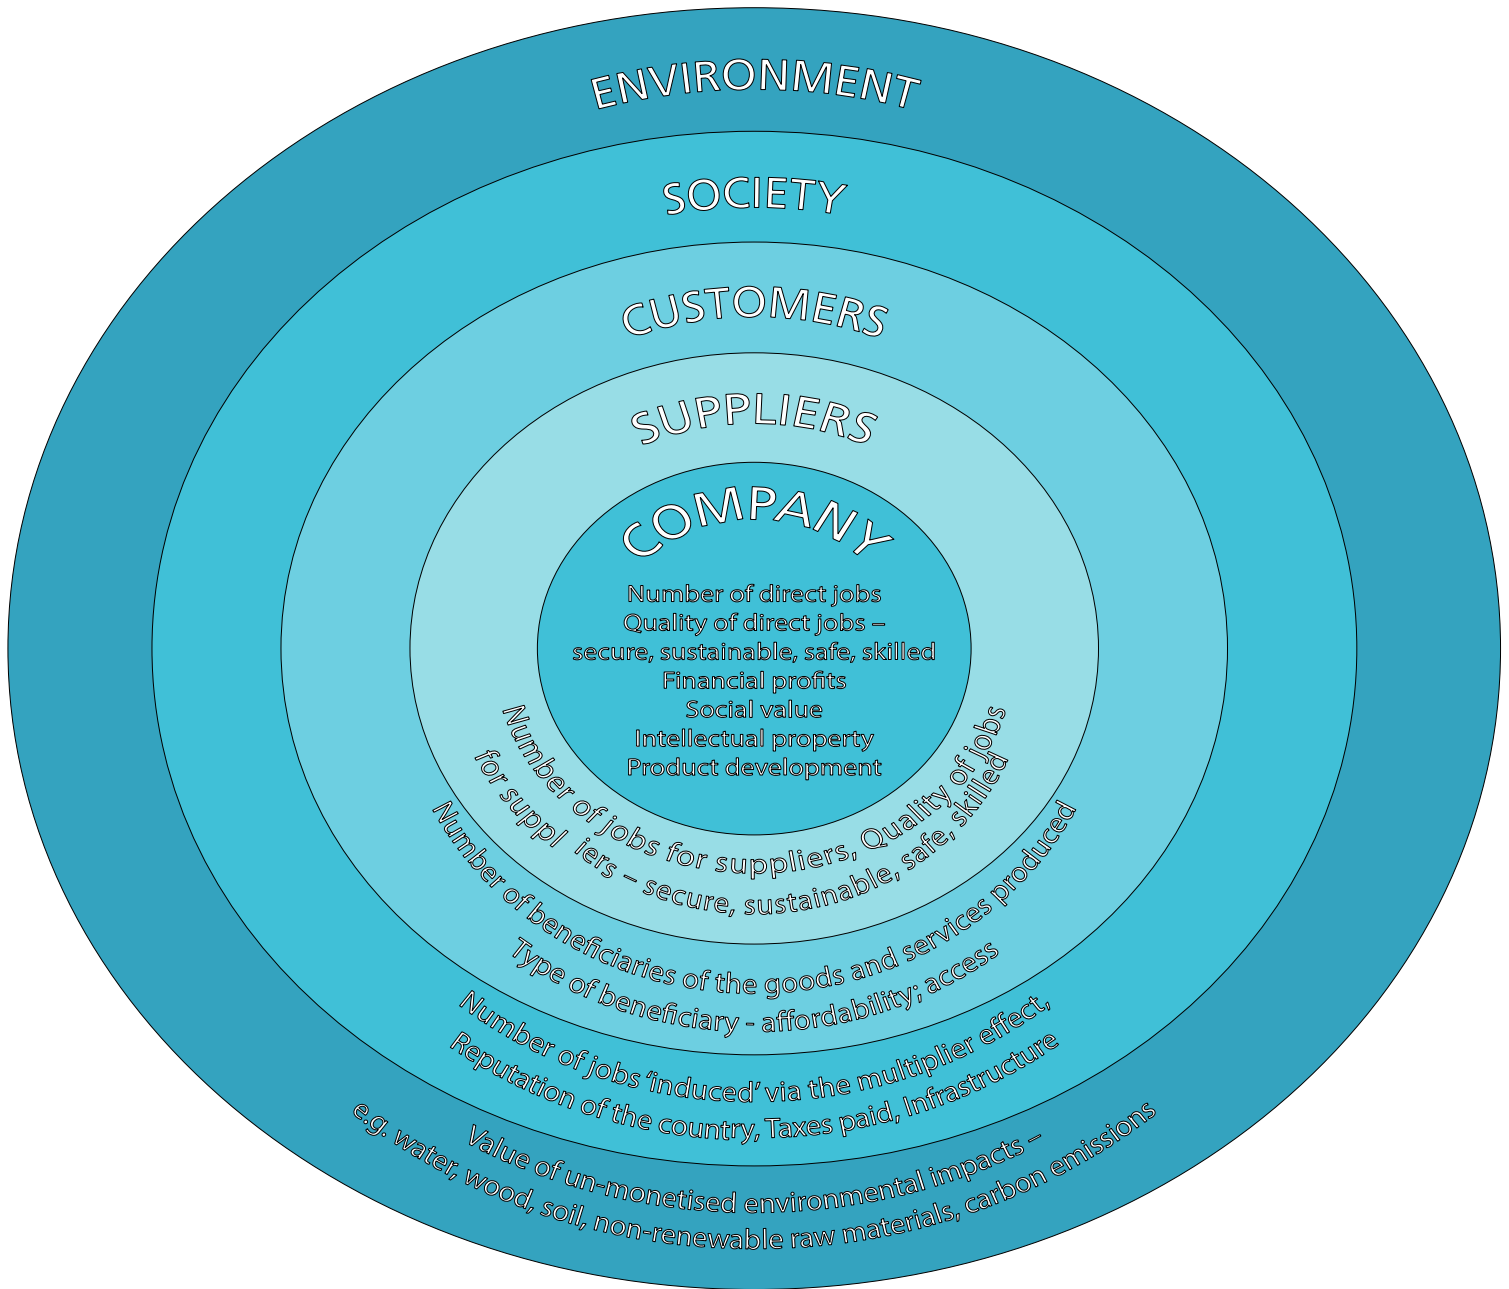 ENVIRONMENT
SOCIETY
CUSTOMERS
SUPPLIERS
COMPANY
Number of direct jobs
Quality of direct jobs –
secure, sustainable, safe, skilled
Financial profits
Social value
Intellectual property
Product development
Number of jobs for suppliers, Quality of jobs
for suppl iers – secure, sustainable, safe, skilled
Number of beneficiaries of the goods and services produced
Type of beneficiary - affordability; access
Number of jobs ‘induced’ via the multiplier effect,
Reputation of the country, Taxes paid, Infrastructure
Value of un-monetised environmental impacts –
e.g. water, wood, soil, non-renewable raw materials, carbon emissions